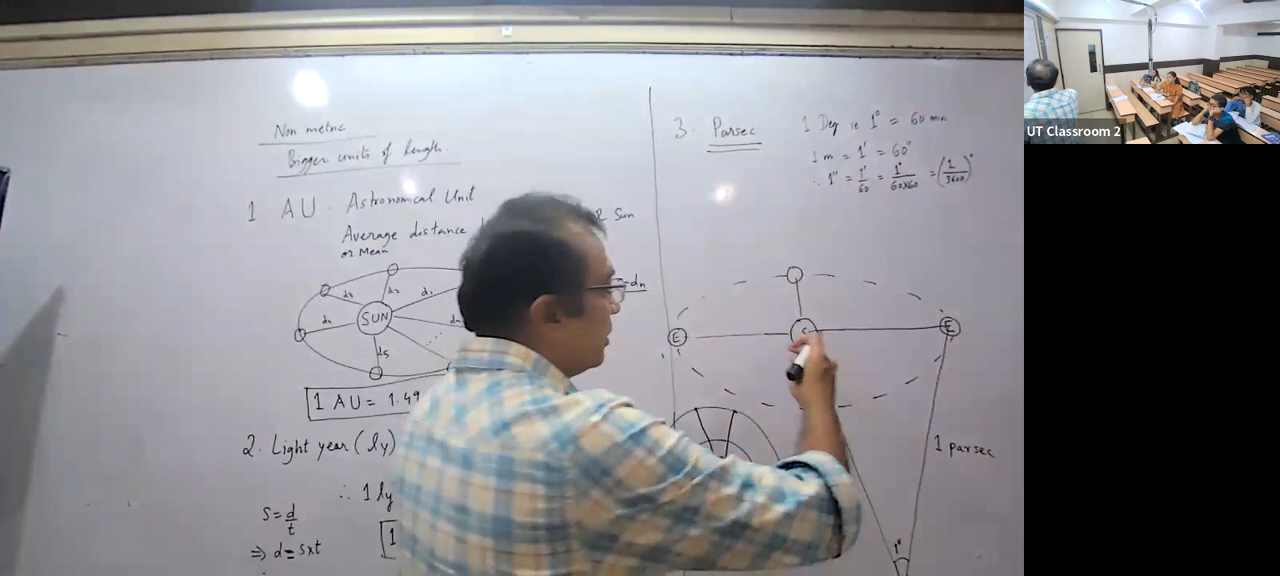 Non metric
Bigger units of length.
1 AU. Astronomical Unit
Average distance
or Mean
& Sun
d3
d2
d1
dn
SUN
d4
dn
d5
1 AU = 1.49
2. Light year (ly)
∴ 1 ly
S = d/t
⇒ d = s×t
3. Parsec
1 Deg ie 1° = 60 mn
1 m = 1' = 60"
∴ 1" = 1'/60 = 1°/60×60 = (1/3600)°
E
S
E
1 parsec
1"
UT Classroom 2